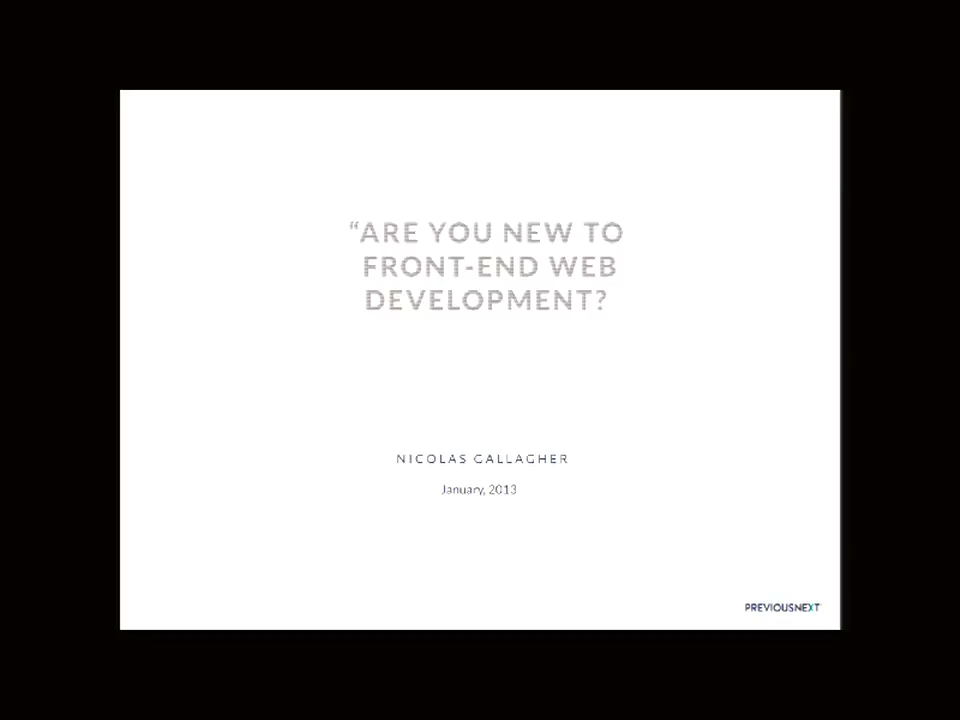 “ARE YOU NEW TO
FRONT-END WEB
DEVELOPMENT?
NICOLAS GALLAGHER
January, 2013
PREVIOUSNEXT